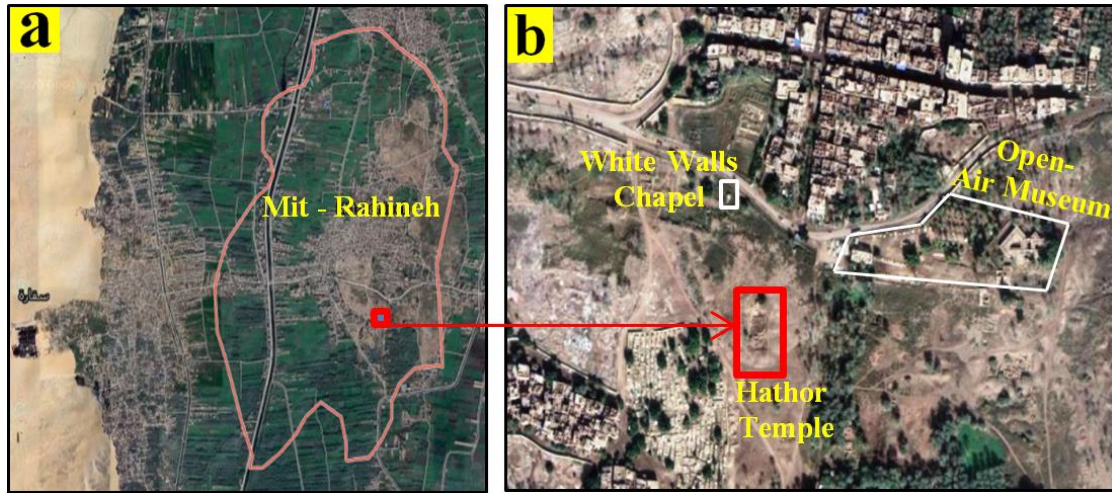 a
Mit - Rahineh
سقارة
b
White Walls
Chapel
Open-
Air Museum
Hathor
Temple